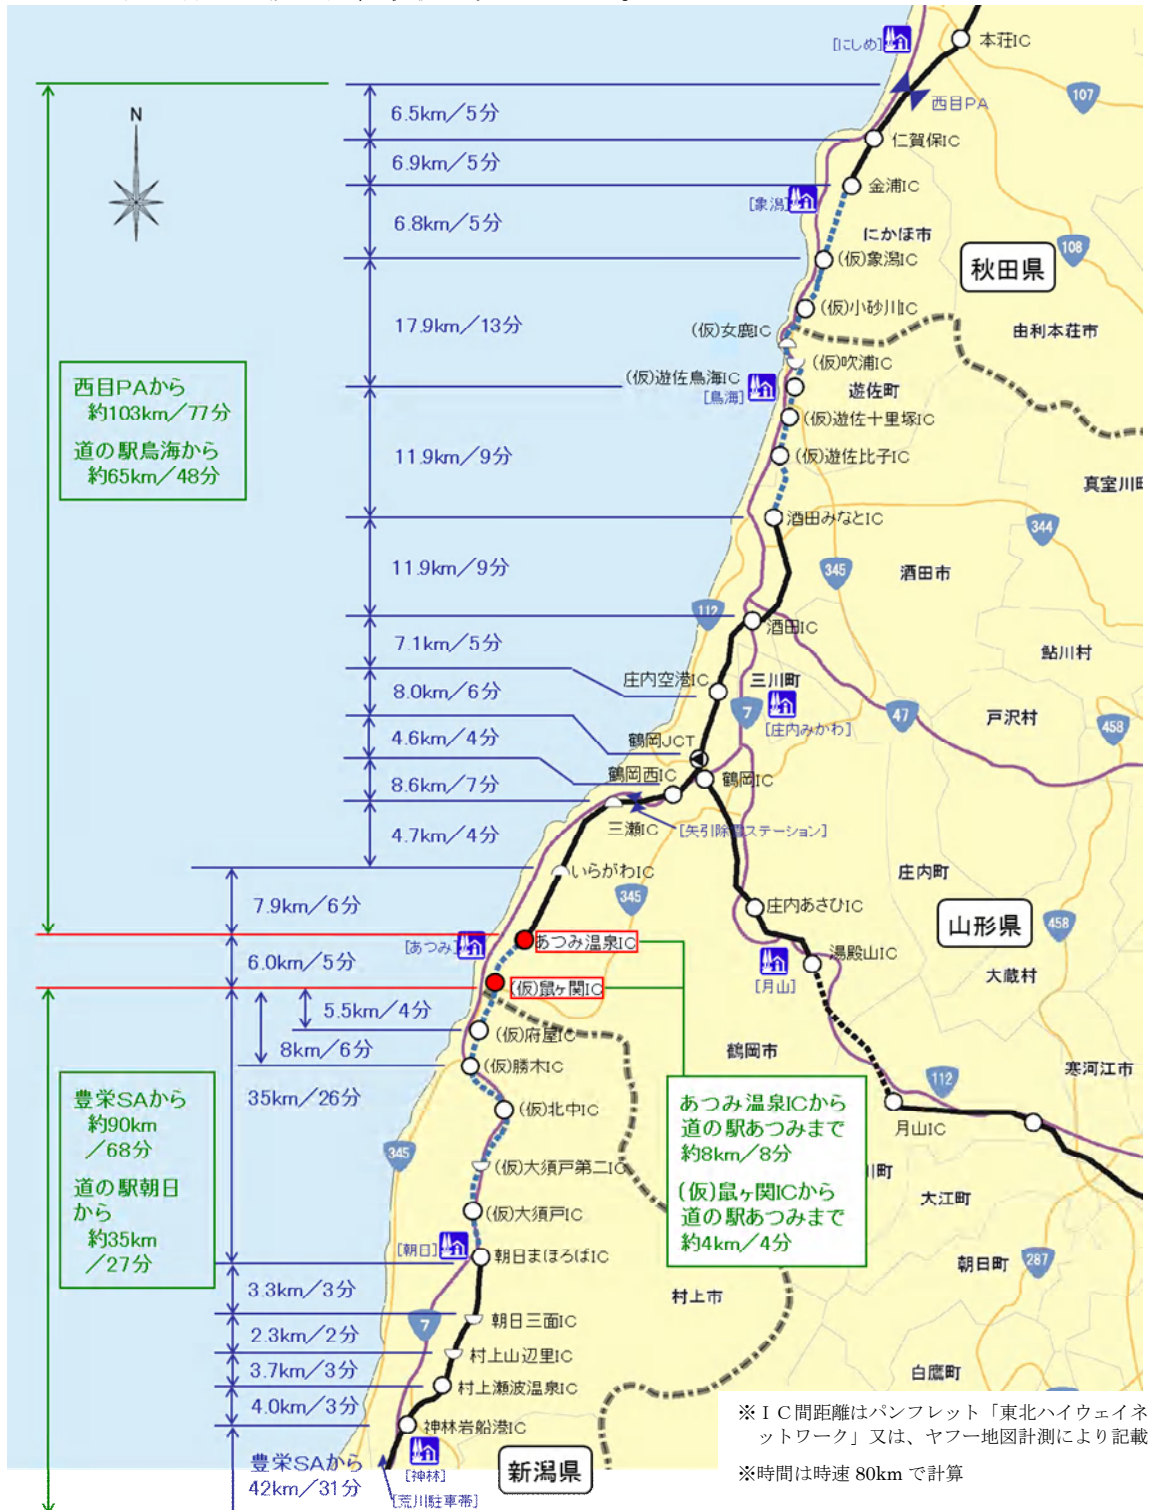 [にしめ]
本荘IC
107
西目PA
N
6.5km/5分
仁賀保IC
6.9km/5分
金浦IC
[象潟]
6.8km/5分
にかほ市
108
(仮)象潟IC
秋田県
17.9km/13分
(仮)小砂川IC
(仮)女鹿IC
由利本荘市
(仮)吹浦IC
(仮)遊佐鳥海IC
[鳥海]
遊佐町
西目PAから
約103km/77分
道の駅鳥海から
約65km/48分
(仮)遊佐十里塚IC
11.9km/9分
(仮)遊佐比子IC
真室川町
酒田みなとIC
344
11.9km/9分
345
酒田市
112
酒田IC
7.1km/5分
鮭川村
庄内空港IC
三川町
8.0km/6分
7
47
戸沢村
458
[庄内みかわ]
4.6km/4分
鶴岡JCT
鶴岡西IC
鶴岡IC
8.6km/7分
三瀬IC
[矢引除雪ステーション]
4.7km/4分
いらがわIC
庄内町
345
7.9km/6分
庄内あさひIC
山形県
458
[あつみ]
あつみ温泉IC
湯殿山IC
6.0km/5分
[月山]
大蔵村
(仮)鼠ヶ関IC
5.5km/4分
(仮)府屋IC
8km/6分
鶴岡市
(仮)勝木IC
寒河江市
112
35km/26分
豊栄SAから
約90km
/68分
道の駅朝日
から
約35km
/27分
あつみ温泉ICから
道の駅あつみまで
約8km/8分
(仮)鼠ヶ関ICから
道の駅あつみまで
約4km/4分
(仮)北中IC
月山IC
345
(仮)大須戸第二IC
川町
大江町
(仮)大須戸IC
[朝日]
朝日まほろばIC
朝日町
287
3.3km/3分
村上市
朝日三面IC
7
2.3km/2分
村上山辺里IC
3.7km/3分
白鷹町
村上瀬波温泉IC
4.0km/3分
神林岩船港IC
※IC間距離はパンフレット「東北ハイウェイネ
ットワーク」又は、ヤフー地図計測により記載
豊栄SAから
42km/31分
[神林]
新潟県
※時間は時速 80km で計算
[荒川駐車帯]